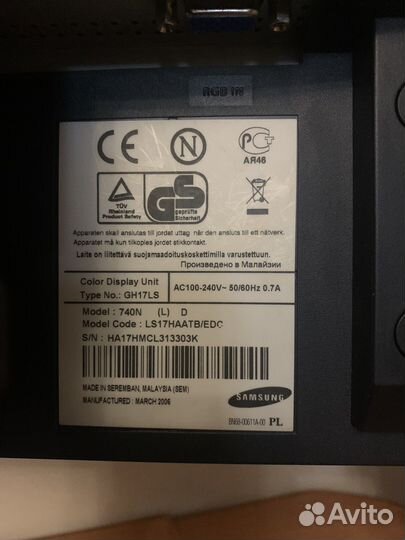 RGB IN
CE
N
PC
АЯ46
TÜV
Rheinland
Product Safety
GS
geprüfte
Sicherheit
Apparaten skall anslutas till jordat uttag när den ansluts till ett nätverk.
Apparatet må kun tilkoples jordet stikkontakt.
Laite on liitettävä suojamaadoituskoskettimilla varustettuun.
Произведено в Малайзии
Color Display Unit
Type No.: GH17LS
AC100-240V~ 50/60Hz 0.7A
Model : 740N (L) D
Model Code : LS17HAATB/EDC
S/N : HA17HMCL313303K
MADE IN SEREMBAN, MALAYSIA (SEM)
MANUFACTURED : MARCH 2006
SAMSUNG
BN68-00611A-00 PL
Avito